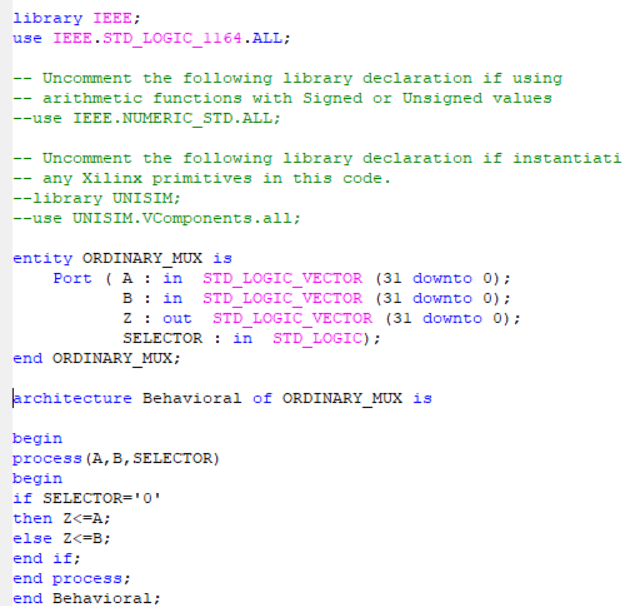 library IEEE;
use IEEE.STD_LOGIC_1164.ALL;
-- Uncomment the following library declaration if using
-- arithmetic functions with Signed or Unsigned values
--use IEEE.NUMERIC_STD.ALL;
-- Uncomment the following library declaration if instantiati
-- any Xilinx primitives in this code.
--library UNISIM;
--use UNISIM.VComponents.all;
entity ORDINARY_MUX is
Port ( A : in STD_LOGIC_VECTOR (31 downto 0);
B : in STD_LOGIC_VECTOR (31 downto 0);
Z : out STD_LOGIC_VECTOR (31 downto 0);
SELECTOR : in STD_LOGIC);
end ORDINARY_MUX;
architecture Behavioral of ORDINARY_MUX is
begin
process(A,B,SELECTOR)
begin
if SELECTOR='0'
then Z<=A;
else Z<=B;
end if;
end process;
end Behavioral;